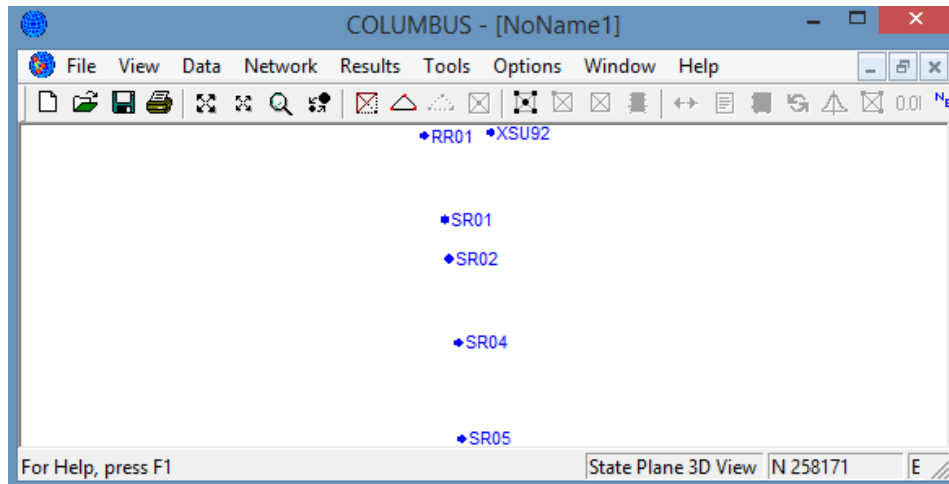 COLUMBUS - [NoName1]
File View Data Network Results Tools Options Window Help
0.01 N
RR01 XSU92
SR01
SR02
SR04
SR05
For Help, press F1 State Plane 3D View N 258171 E